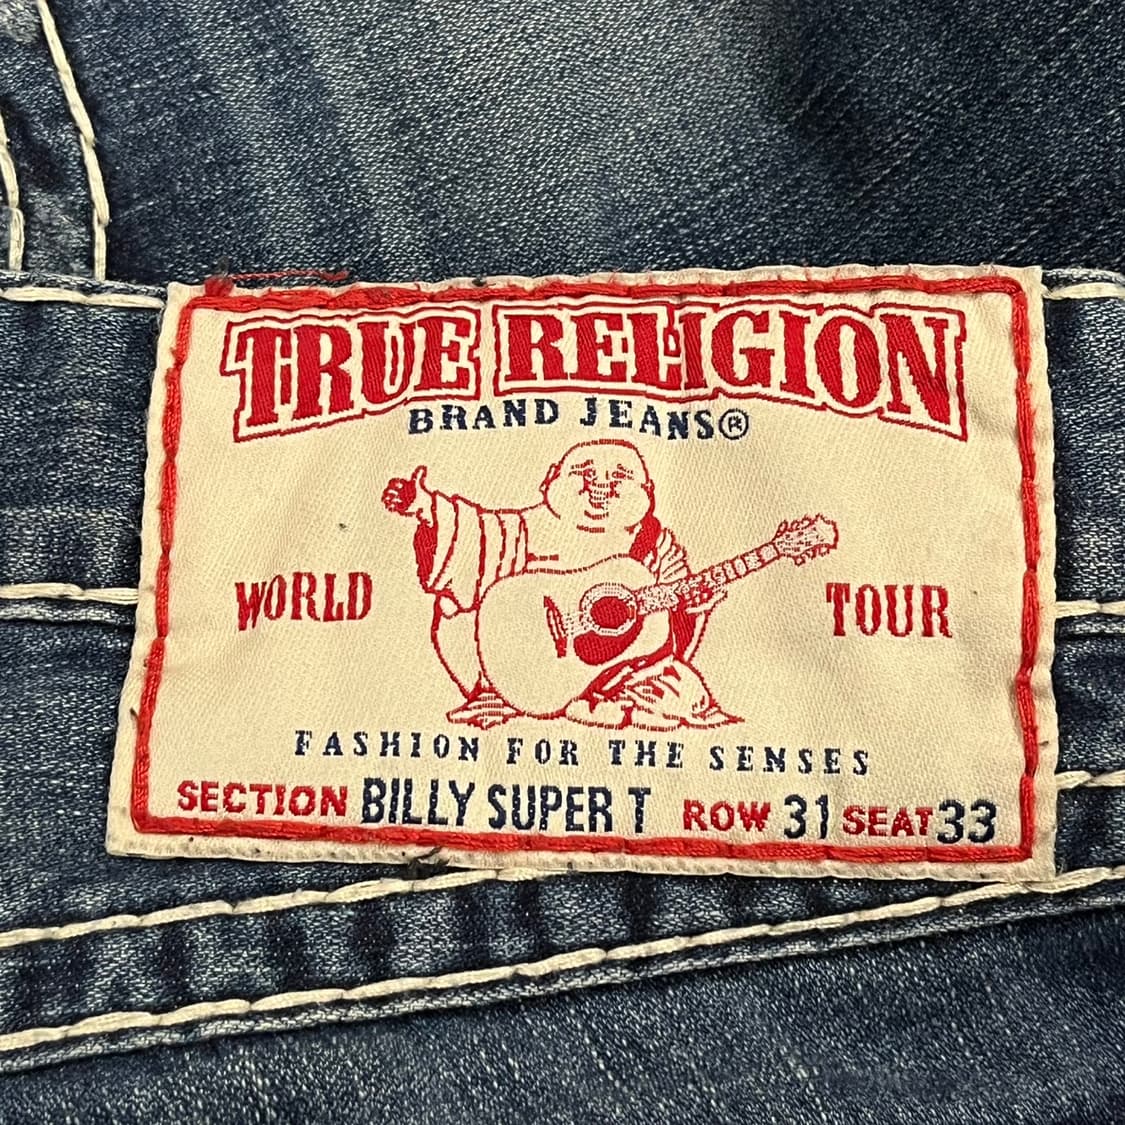 TRUE RELIGION
BRAND JEANS®
WORLD TOUR
FASHION FOR THE SENSES
SECTION BILLY SUPER T ROW 31 SEAT 33